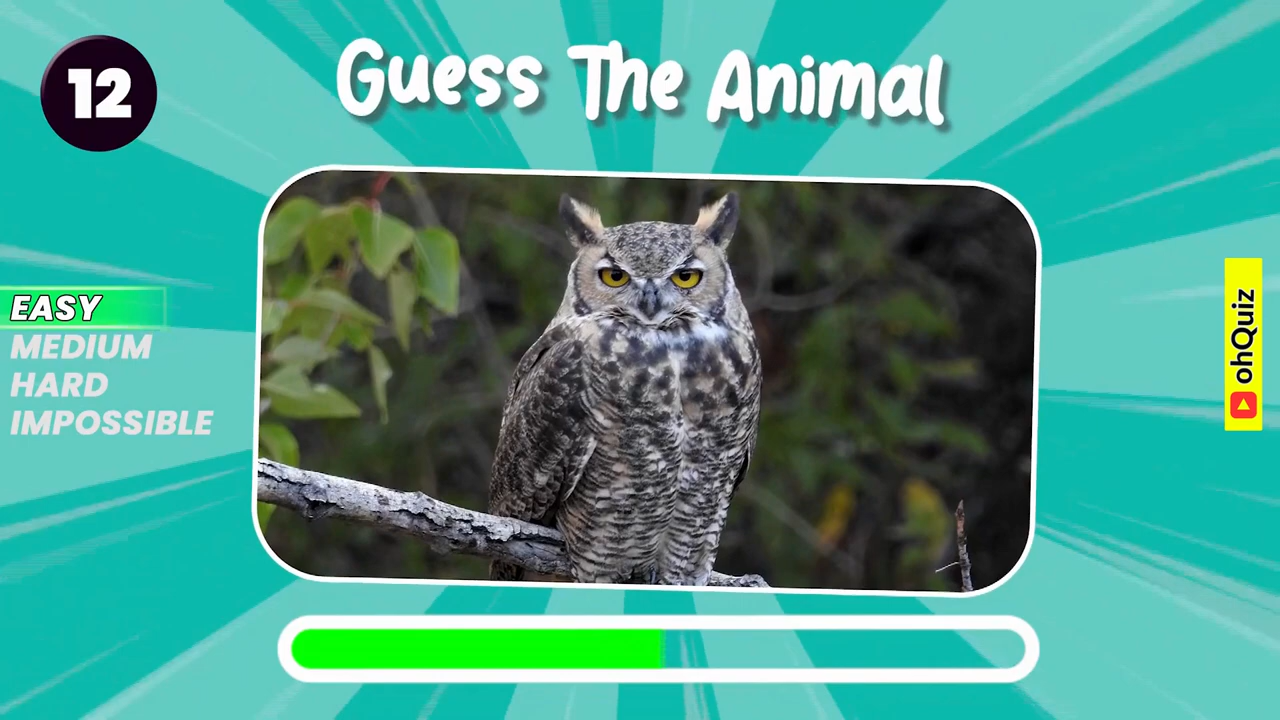 12
Guess The Animal
EASY
MEDIUM
HARD
IMPOSSIBLE
ohQuiz